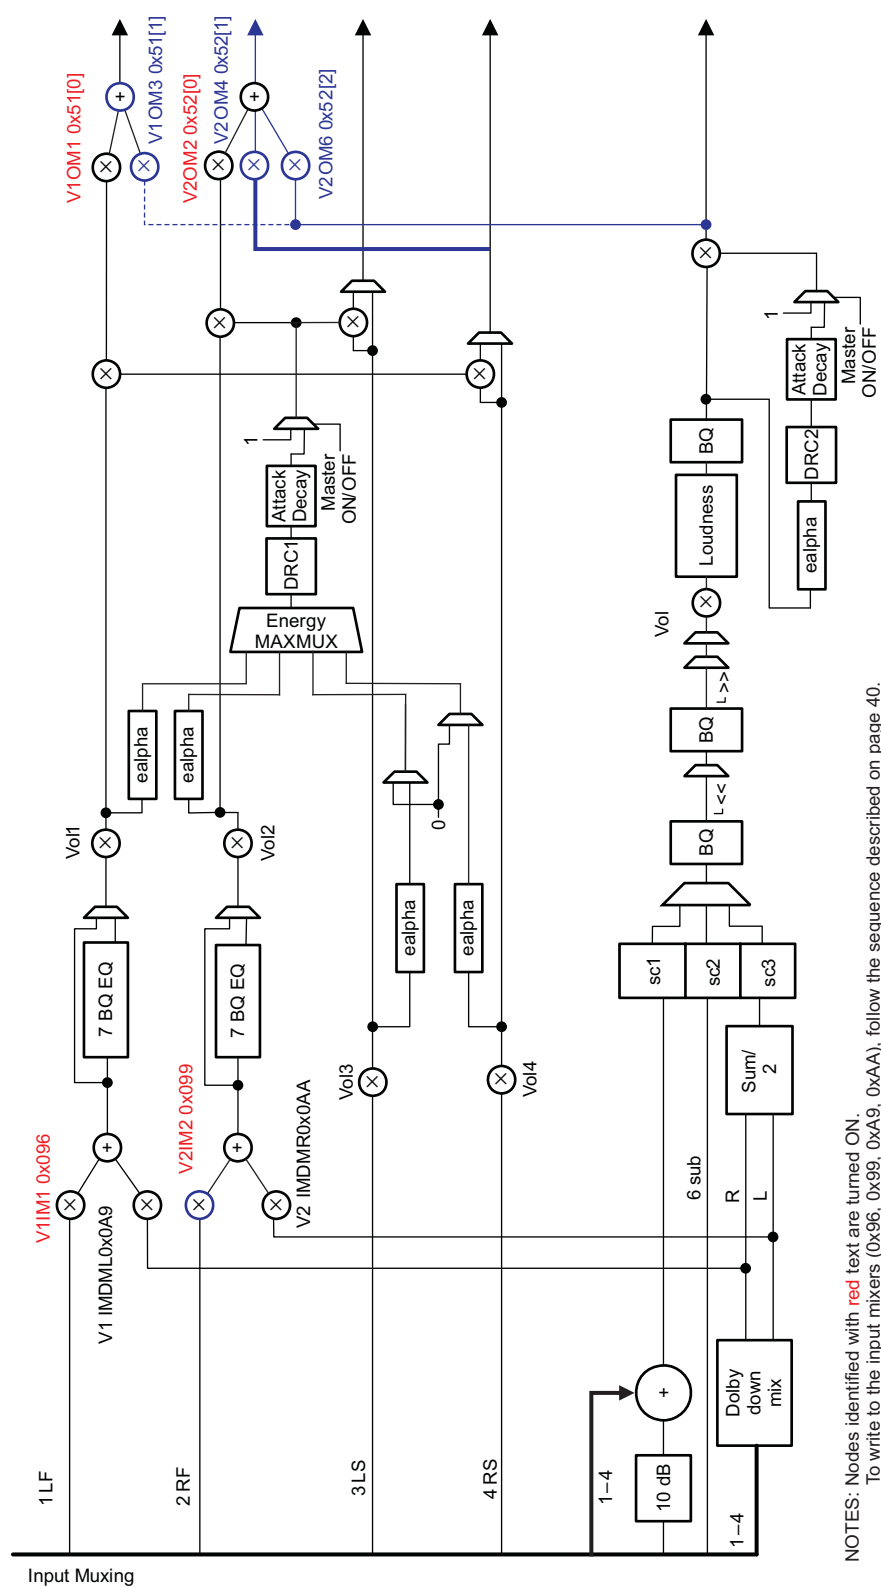 V1OM1 0x51[0]
V1OM3 0x51[1]
V2OM2 0x52[0]
V2OM4 0x52[1]
V2OM6 0x52[2]
+
+
×
×
×
×
×
×
×
×
×
×
1
Master
ON/OFF
Attack
Decay
DRC1
Energy
MAXMUX
1
Master
ON/OFF
Attack
Decay
DRC2
ealpha
BQ
Loudness
Vol
×
L >>
BQ
L <<
BQ
ealpha
ealpha
Vol1
×
Vol2
×
0
7 BQ EQ
7 BQ EQ
ealpha
ealpha
sc1
sc2
sc3
Sum/
2
Vol3
×
Vol4
×
V1IM1 0x096
V2IM2 0x099
+
+
×
×
×
×
V1 IMDML0x0A9
V2 IMDMR0x0AA
6 sub
R
L
+
10 dB
Dolby
down
mix
1–4
1–4
1 LF
2 RF
3 LS
4 RS
Input Muxing
NOTES: Nodes identified with red text are turned ON.
To write to the input mixers (0x96, 0x99, 0xA9, 0xAA), follow the sequence described on page 40.